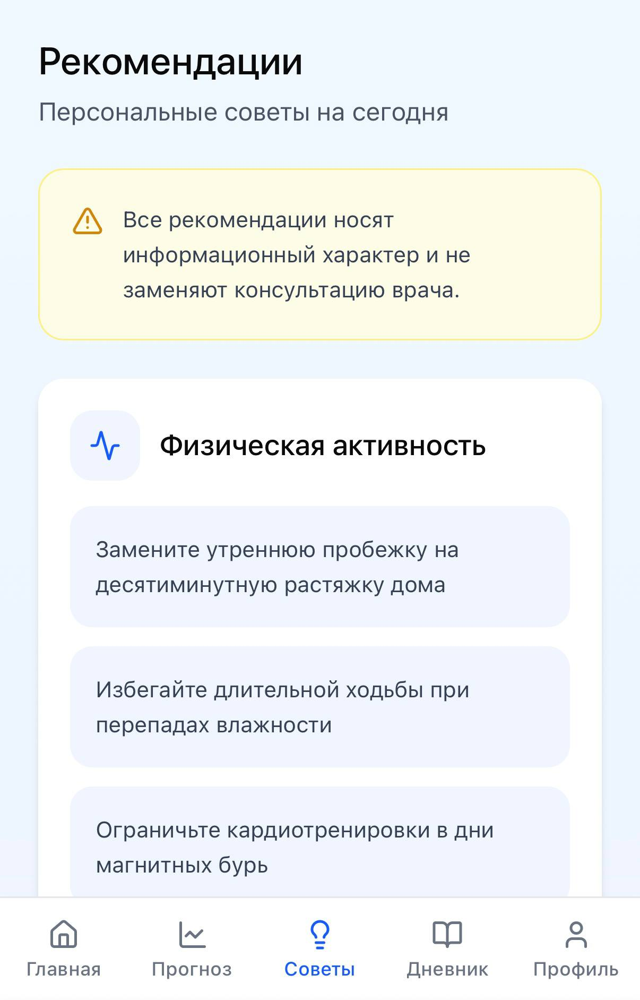 Рекомендации
Персональные советы на сегодня
Все рекомендации носят
информационный характер и не
заменяют консультацию врача.
Физическая активность
Замените утреннюю пробежку на
десятиминутную растяжку дома
Избегайте длительной ходьбы при
перепадах влажности
Ограничьте кардиотренировки в дни
магнитных бурь
Главная
Прогноз
Советы
Дневник
Профиль